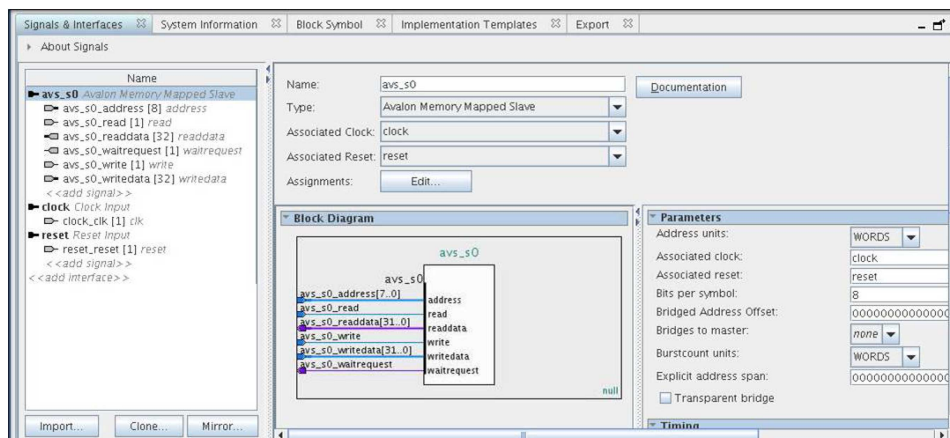 Signals & Interfaces System Information Block Symbol Implementation Templates Export
About Signals
Name
avs_s0 Avalon Memory Mapped Slave
avs_s0_address [8] address
avs_s0_read [1] read
avs_s0_readdata [32] readdata
avs_s0_waitrequest [1] waitrequest
avs_s0_write [1] write
avs_s0_writedata [32] writedata
<<add signal>>
clock Clock Input
clock_clk [1] clk
reset Reset Input
reset_reset [1] reset
<<add signal>>
<<add interface>>
Import... Clone... Mirror...
Name: avs_s0
Documentation
Type: Avalon Memory Mapped Slave
Associated Clock: clock
Associated Reset: reset
Assignments: Edit...
Block Diagram
avs_s0
avs_s0
avs_s0_address[7..0] address
avs_s0_read read
avs_s0_readdata[31..0] readdata
avs_s0_write write
avs_s0_writedata[31..0] writedata
avs_s0_waitrequest waitrequest
null
Parameters
Address units: WORDS
Associated clock: clock
Associated reset: reset
Bits per symbol: 8
Bridged Address Offset: 00000000000000
Bridges to master: none
Burstcount units: WORDS
Explicit address span: 00000000000000
Transparent bridge
Timing